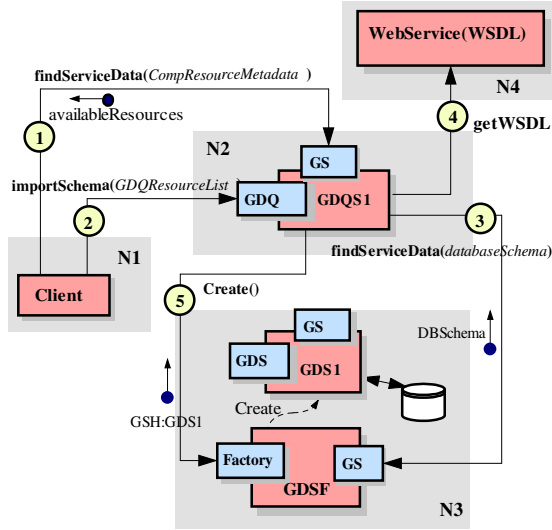 WebService(WSDL)
N4
findServiceData(CompResourceMetadata )
availableResources
1
4
getWSDL
N2
GS
importSchema(GDQResourceList )
GDQ
GDQS1
2
3
N1
findServiceData(databaseSchema)
Client
5
Create()
GS
DBSchema
GDS
GDS1
Create
GSH:GDS1
Factory
GS
GDSF
N3